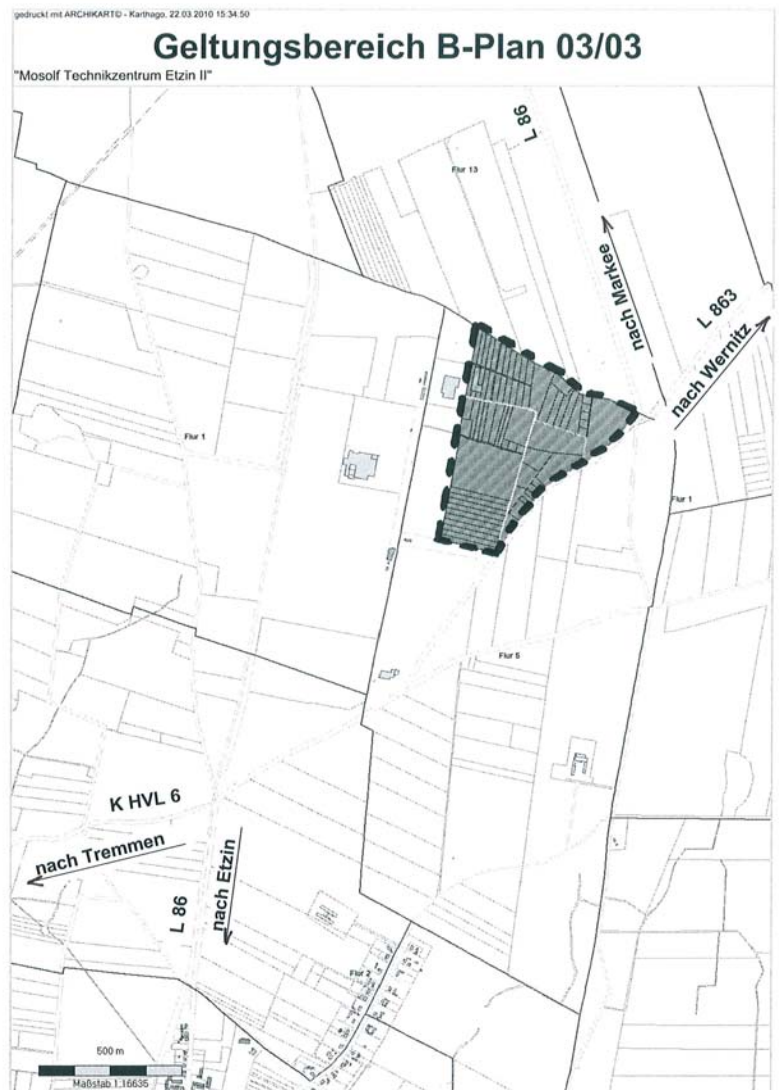 gedruckt mit ARCHIKART© - Karthago, 22.03.2010 15:34:50
Geltungsbereich B-Plan 03/03
"Mosolf Technikzentrum Etzin II"
L 86
Flur 13
nach Markee
L 863
nach Wernitz
Flur 1
Flur 1
Flur 5
K HVL 6
nach Tremmen
L 86
nach Etzin
Flur 2
500 m
Maßstab 1:16635